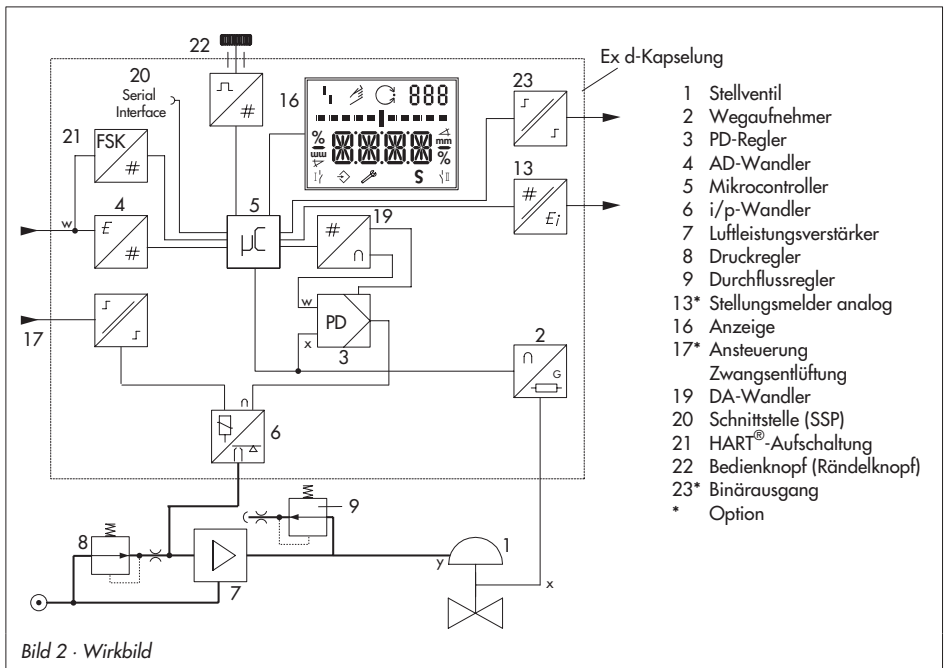 22
20
Serial
Interface
21
FSK
#
#
16
888
%
mm
mm
%
S
23
Ex d-Kapselung
13
#
E i
w
4
E
#
5
µC
19
#
w
PD
x
3
17
2
G
6
8
7
9
1
y
x
1 Stellventil
2 Wegaufnehmer
3 PD-Regler
4 AD-Wandler
5 Mikrocontroller
6 i/p-Wandler
7 Luftleistungsverstärker
8 Druckregler
9 Durchflussregler
13* Stellungsmelder analog
16 Anzeige
17* Ansteuerung
Zwangsentlüftung
19 DA-Wandler
20 Schnittstelle (SSP)
21 HART®-Aufschaltung
22 Bedienknopf (Rändelknopf)
23* Binärausgang
* Option
Bild 2 · Wirkbild